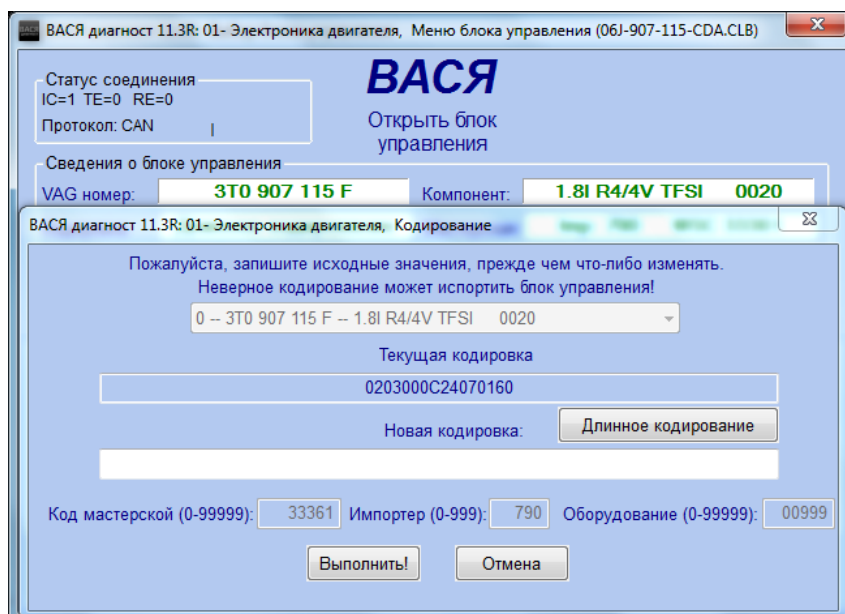 ВАСЯ диагност 11.3R: 01- Электроника двигателя, Меню блока управления (06J-907-115-CDA.CLB)
Статус соединения
IC=1 TE=0 RE=0
Протокол: CAN
ВАСЯ
Открыть блок
управления
Сведения о блоке управления
VAG номер: 3T0 907 115 F Компонент: 1.8l R4/4V TFSI 0020
ВАСЯ диагност 11.3R: 01- Электроника двигателя, Кодирование
Пожалуйста, запишите исходные значения, прежде чем что-либо изменять.
Неверное кодирование может испортить блок управления!
0 -- 3T0 907 115 F -- 1.8l R4/4V TFSI 0020
Текущая кодировка
0203000C24070160
Новая кодировка: Длинное кодирование
Код мастерской (0-99999): 33361 Импортер (0-999): 790 Оборудование (0-99999): 00999
Выполнить! Отмена